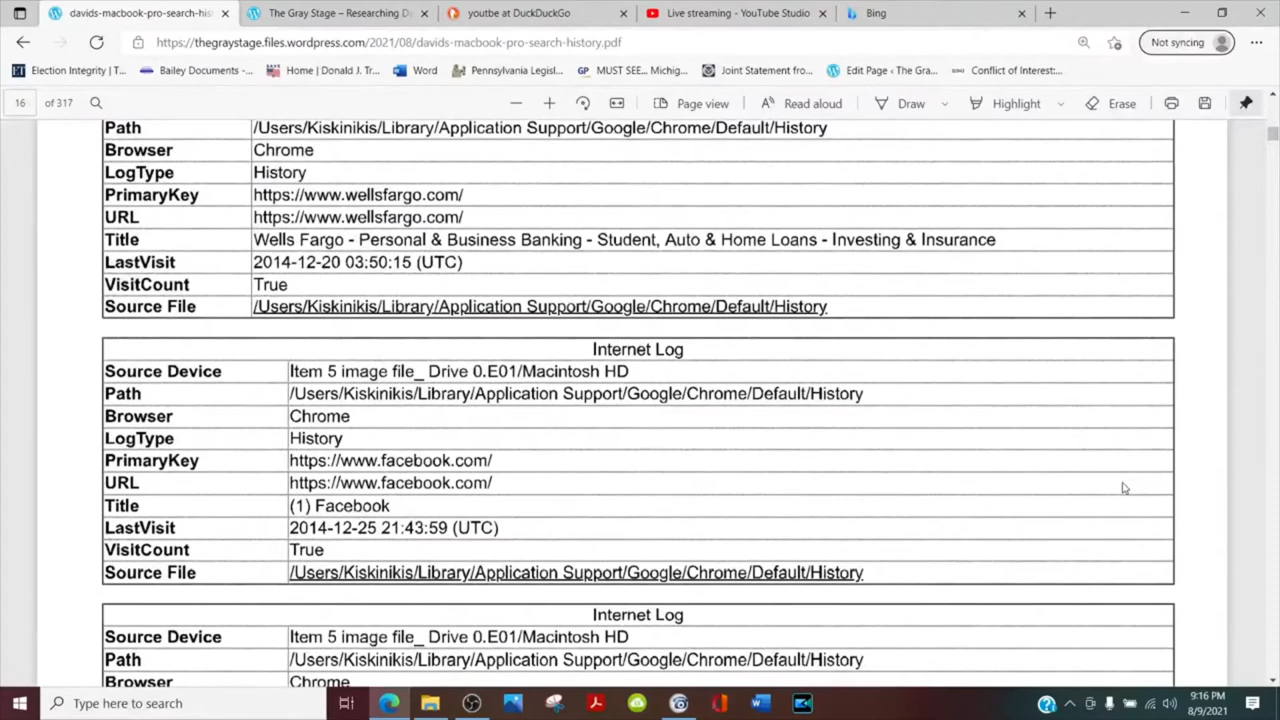 davids-macbook-pro-search-his
The Gray Stage – Researching Da
youtbe at DuckDuckGo
Live streaming - YouTube Studio
Bing
https://thegraystage.files.wordpress.com/2021/08/davids-macbook-pro-search-history.pdf
Not syncing
Election Integrity | T...
Bailey Documents -...
Home | Donald J. Tr...
Word
Pennsylvania Legisl...
GP MUST SEE... Michig...
Joint Statement fro...
Edit Page ‹ The Gra...
Conflict of Interest:...
16 of 317
Page view
Read aloud
Draw
Highlight
Erase
Path /Users/Kiskinikis/Library/Application Support/Google/Chrome/Default/History
Browser Chrome
LogType History
PrimaryKey https://www.wellsfargo.com/
URL https://www.wellsfargo.com/
Title Wells Fargo - Personal & Business Banking - Student, Auto & Home Loans - Investing & Insurance
LastVisit 2014-12-20 03:50:15 (UTC)
VisitCount True
Source File /Users/Kiskinikis/Library/Application Support/Google/Chrome/Default/History
Internet Log
Source Device Item 5 image file_ Drive 0.E01/Macintosh HD
Path /Users/Kiskinikis/Library/Application Support/Google/Chrome/Default/History
Browser Chrome
LogType History
PrimaryKey https://www.facebook.com/
URL https://www.facebook.com/
Title (1) Facebook
LastVisit 2014-12-25 21:43:59 (UTC)
VisitCount True
Source File /Users/Kiskinikis/Library/Application Support/Google/Chrome/Default/History
Internet Log
Source Device Item 5 image file_ Drive 0.E01/Macintosh HD
Path /Users/Kiskinikis/Library/Application Support/Google/Chrome/Default/History
Browser Chrome
Type here to search
9:16 PM
8/9/2021